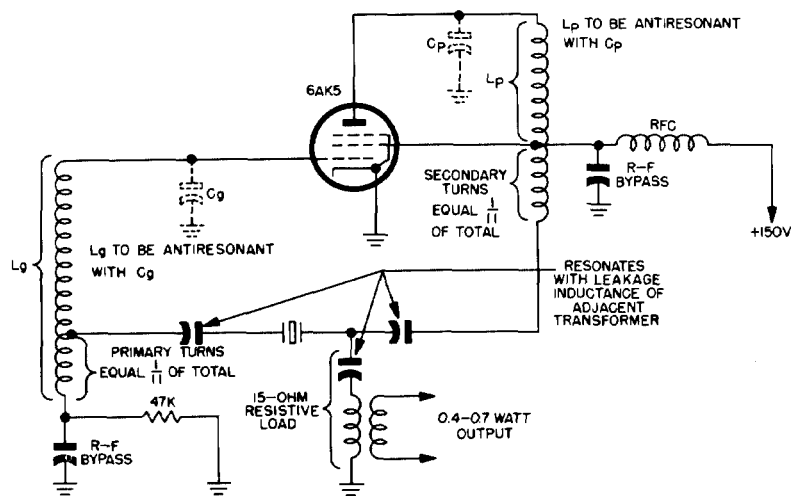 Lp TO BE ANTIRESONANT
WITH Cp
Cp
Lp
6AK5
RFC
R-F
BYPASS
+150V
SECONDARY
TURNS
EQUAL 1/11
OF TOTAL
Cg
Lg
Lg TO BE ANTIRESONANT
WITH Cg
RESONATES
WITH LEAKAGE
INDUCTANCE OF
ADJACENT
TRANSFORMER
PRIMARY TURNS
EQUAL 1/11 OF TOTAL
47K
R-F
BYPASS
15-OHM
RESISTIVE
LOAD
0.4-0.7 WATT
OUTPUT